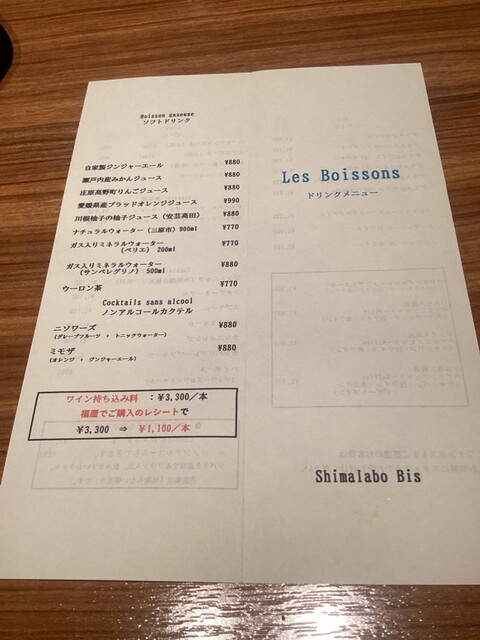 Boisson gazeuse
ソフトドリンク
自家製ジンジャーエール ¥880
瀬戸内産みかんジュース ¥880
庄原高野町りんごジュース ¥880
愛媛県産ブラッドオレンジジュース ¥990
川根柚子の柚子ジュース（安芸高田） ¥880
ナチュラルウォーター（三原市）900ml ¥770
ガス入りミネラルウォーター ¥770
（ペリエ） 200ml
ガス入りミネラルウォーター ¥880
（サンペレグリノ） 500ml
ウーロン茶 ¥770
Cocktails sans alcool
ノンアルコールカクテル
ニソワーズ ¥880
（グレープフルーツ + トニックウォーター）
ミモザ ¥880
（オレンジ + ジンジャーエール）
ワイン持ち込み料 ：¥3,300／本
福屋でご購入のレシートで
¥3,300 ⇒ ¥1,100／本
Les Boissons
ドリンクメニュー
Shimalabo Bis